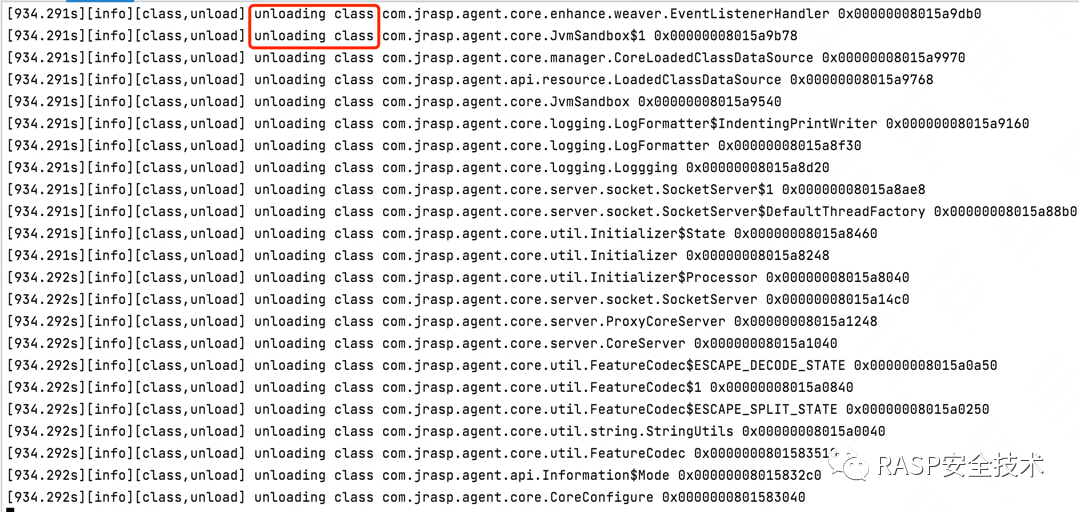 [934.291s][info][class,unload] unloading class com.jrasp.agent.core.enhance.weaver.EventListenerHandler 0x00000008015a9db0
[934.291s][info][class,unload] unloading class com.jrasp.agent.core.JvmSandbox$1 0x00000008015a9b78
[934.291s][info][class,unload] unloading class com.jrasp.agent.core.manager.CoreLoadedClassDataSource 0x00000008015a9970
[934.291s][info][class,unload] unloading class com.jrasp.agent.api.resource.LoadedClassDataSource 0x00000008015a9768
[934.291s][info][class,unload] unloading class com.jrasp.agent.core.JvmSandbox 0x00000008015a9540
[934.291s][info][class,unload] unloading class com.jrasp.agent.core.logging.LogFormatter$IndentingPrintWriter 0x00000008015a9160
[934.291s][info][class,unload] unloading class com.jrasp.agent.core.logging.LogFormatter 0x00000008015a8f30
[934.291s][info][class,unload] unloading class com.jrasp.agent.core.logging.Loggging 0x00000008015a8d20
[934.291s][info][class,unload] unloading class com.jrasp.agent.core.server.socket.SocketServer$1 0x00000008015a8ae8
[934.291s][info][class,unload] unloading class com.jrasp.agent.core.server.socket.SocketServer$DefaultThreadFactory 0x00000008015a88b0
[934.291s][info][class,unload] unloading class com.jrasp.agent.core.util.Initializer$State 0x00000008015a8460
[934.291s][info][class,unload] unloading class com.jrasp.agent.core.util.Initializer 0x00000008015a8248
[934.292s][info][class,unload] unloading class com.jrasp.agent.core.util.Initializer$Processor 0x00000008015a8040
[934.292s][info][class,unload] unloading class com.jrasp.agent.core.server.socket.SocketServer 0x00000008015a14c0
[934.292s][info][class,unload] unloading class com.jrasp.agent.core.server.ProxyCoreServer 0x00000008015a1248
[934.292s][info][class,unload] unloading class com.jrasp.agent.core.server.CoreServer 0x00000008015a1040
[934.292s][info][class,unload] unloading class com.jrasp.agent.core.util.FeatureCodec$ESCAPE_DECODE_STATE 0x00000008015a0a50
[934.292s][info][class,unload] unloading class com.jrasp.agent.core.util.FeatureCodec$1 0x00000008015a0840
[934.292s][info][class,unload] unloading class com.jrasp.agent.core.util.FeatureCodec$ESCAPE_SPLIT_STATE 0x00000008015a0250
[934.292s][info][class,unload] unloading class com.jrasp.agent.core.util.string.StringUtils 0x00000008015a0040
[934.292s][info][class,unload] unloading class com.jrasp.agent.core.util.FeatureCodec
[934.292s][info][class,unload] unloading class com.jrasp.agent.api.Information$Mode 0x00000008015832c0
[934.292s][info][class,unload] unloading class com.jrasp.agent.core.CoreConfigure 0x0000000801583040
RASP安全技术